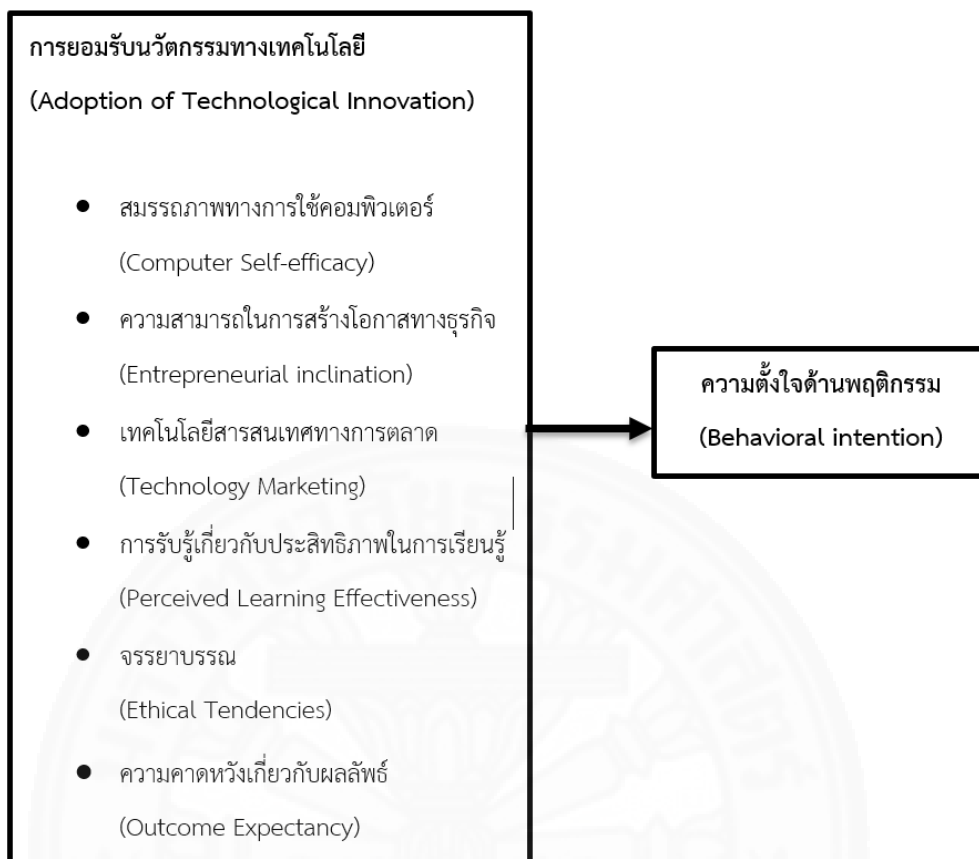 การยอมรับนวัตกรรมทางเทคโนโลยี
(Adoption of Technological Innovation)
● สมรรถภาพทางการใช้คอมพิวเตอร์
(Computer Self-efficacy)
● ความสามารถในการสร้างโอกาสทางธุรกิจ
(Entrepreneurial inclination)
● เทคโนโลยีสารสนเทศทางการตลาด
(Technology Marketing)
● การรับรู้เกี่ยวกับประสิทธิภาพในการเรียนรู้
(Perceived Learning Effectiveness)
● จรรยาบรรณ
(Ethical Tendencies)
● ความคาดหวังเกี่ยวกับผลลัพธ์
(Outcome Expectancy)
ความตั้งใจด้านพฤติกรรม
(Behavioral intention)